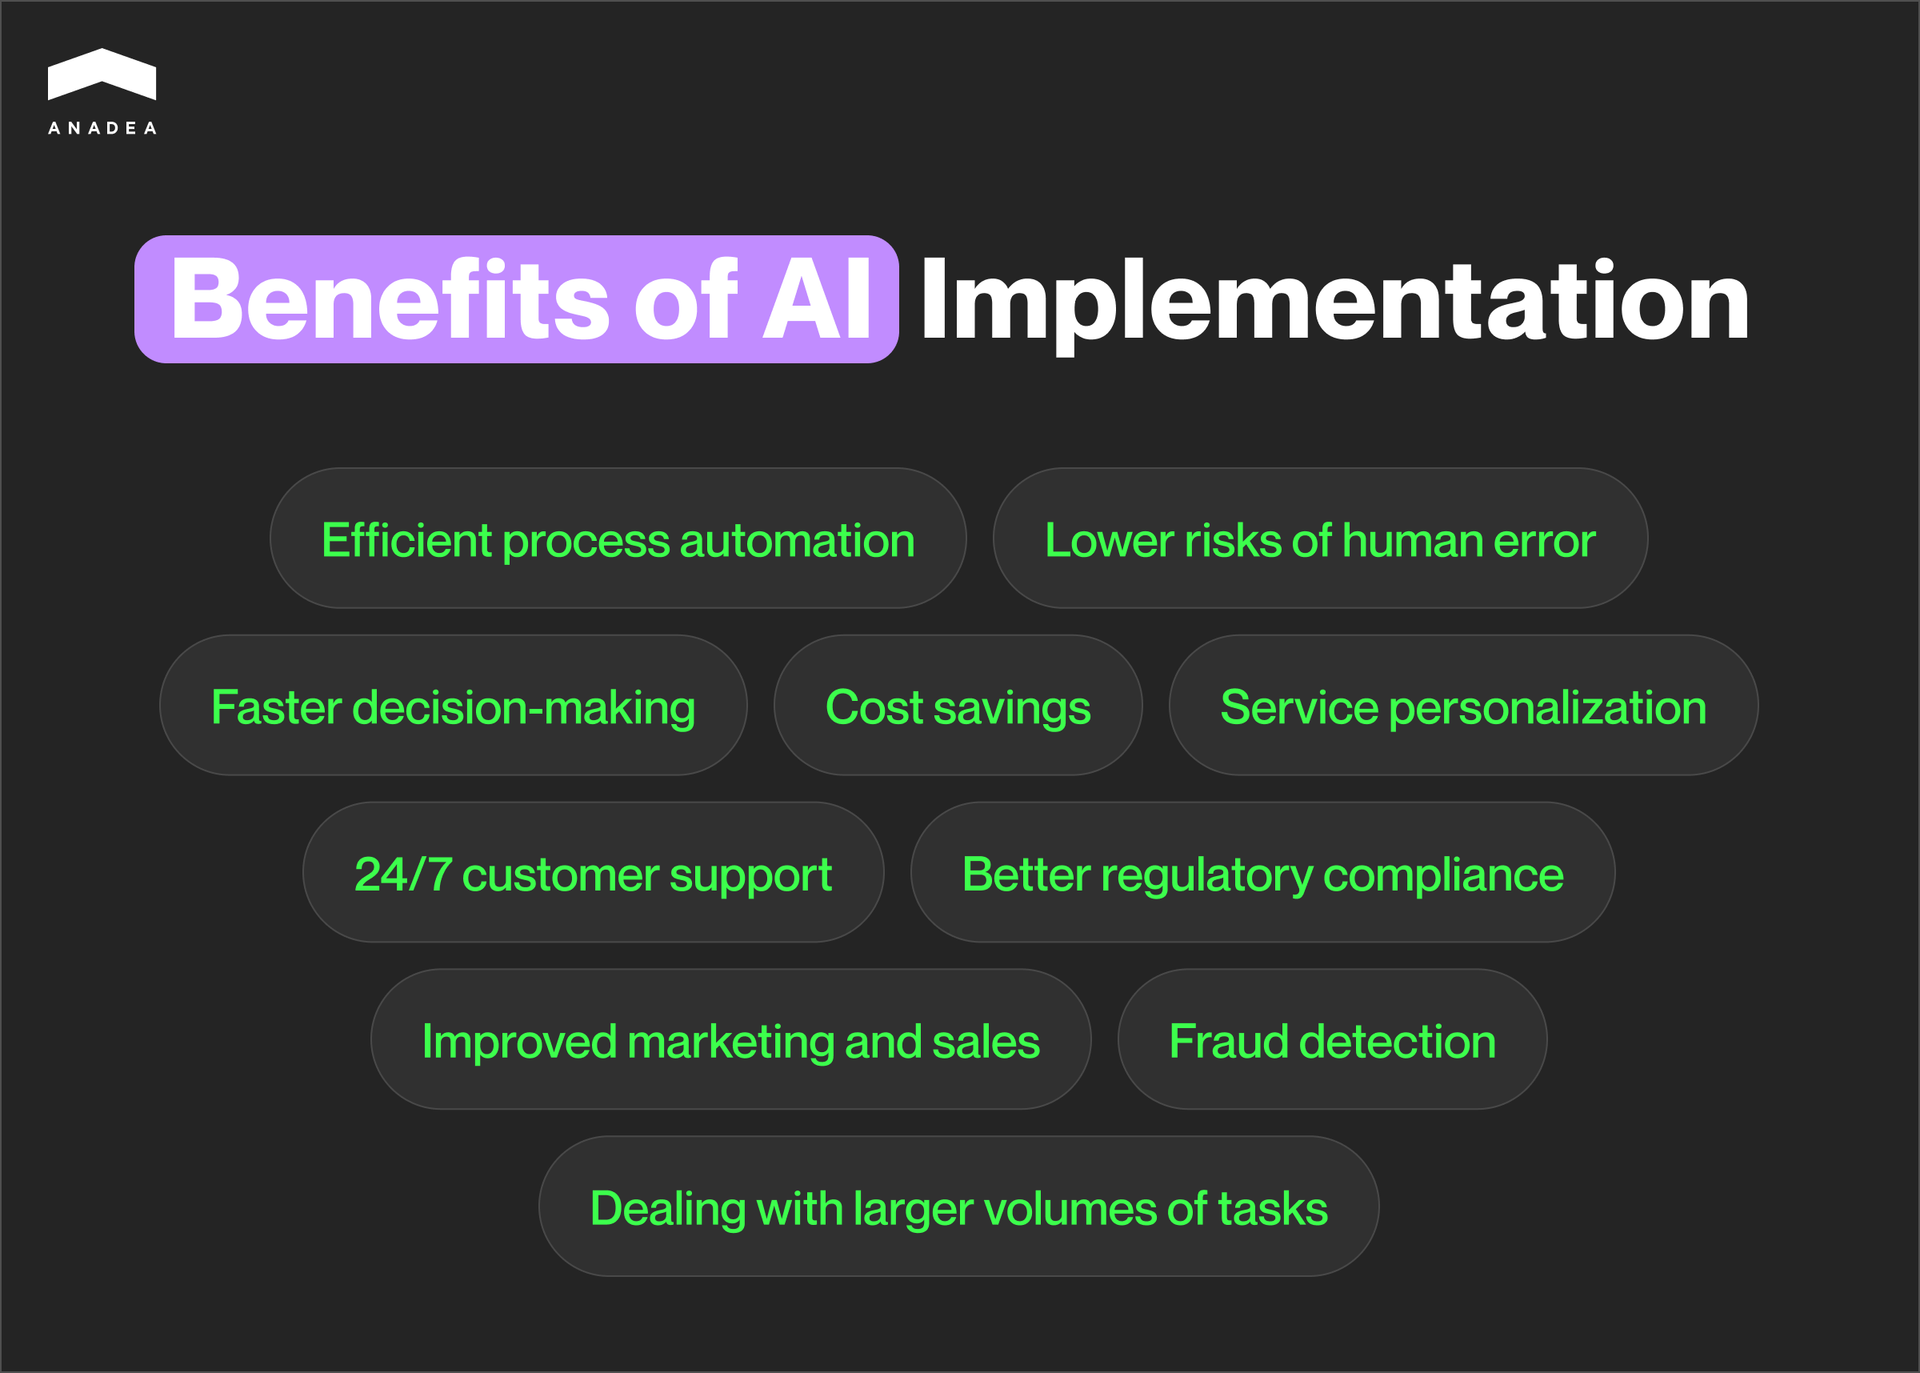 ANADEA
Benefits of AI Implementation
Efficient process automation
Lower risks of human error
Faster decision-making
Cost savings
Service personalization
24/7 customer support
Better regulatory compliance
Improved marketing and sales
Fraud detection
Dealing with larger volumes of tasks